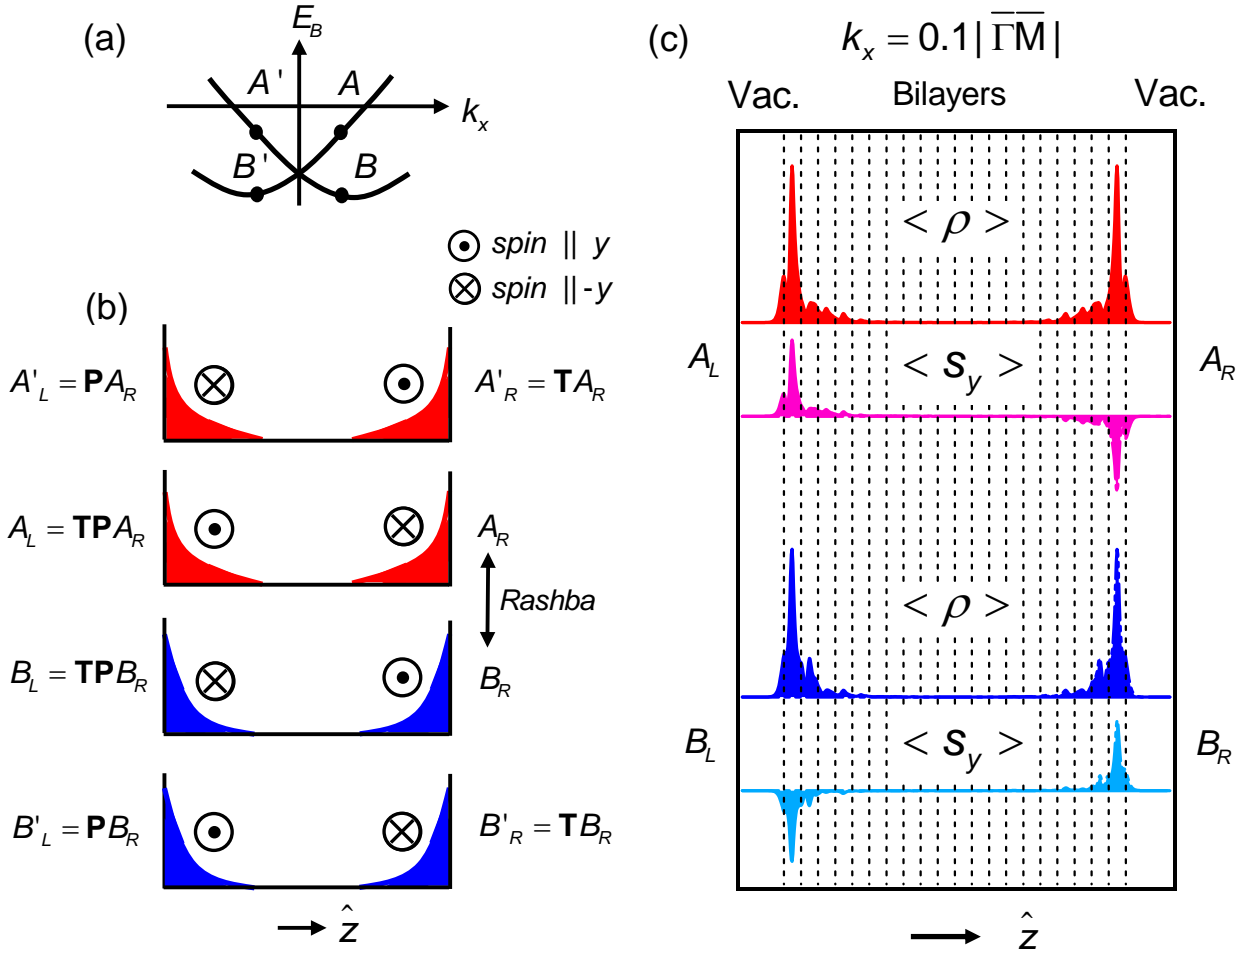 (a)
E_B
A'
A
k_x
B'
B
spin || y
spin ||-y
(b)
A'_L = PA_R
A'_R = TA_R
A_L = TPA_R
A_R
Rashba
B_L = TPB_R
B_R
B'_L = PB_R
B'_R = TB_R
ẑ
(c)
k_x = 0.1| Γ̅M̅ |
Vac.
Bilayers
Vac.
< ρ >
A_L
< s_y >
A_R
< ρ >
B_L
< s_y >
B_R
ẑ